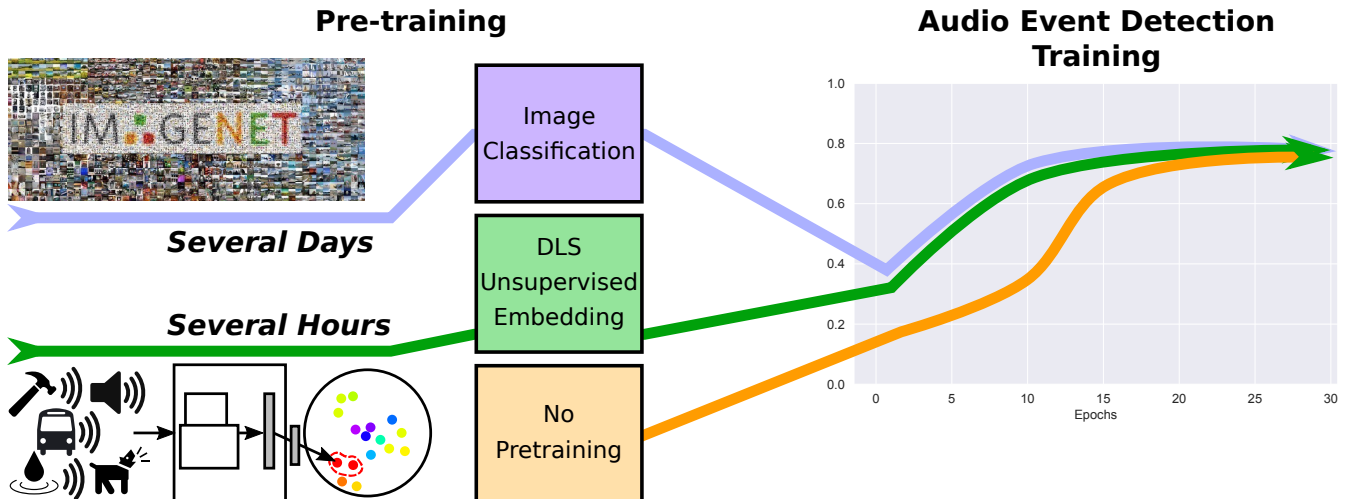 Pre-training
Audio Event Detection
Training
IMAGENET
Several Days
Several Hours
Image
Classification
DLS
Unsupervised
Embedding
No
Pretraining
1.0
0.8
0.6
0.4
0.2
0.0
0 5 10 15 20 25 30
Epochs